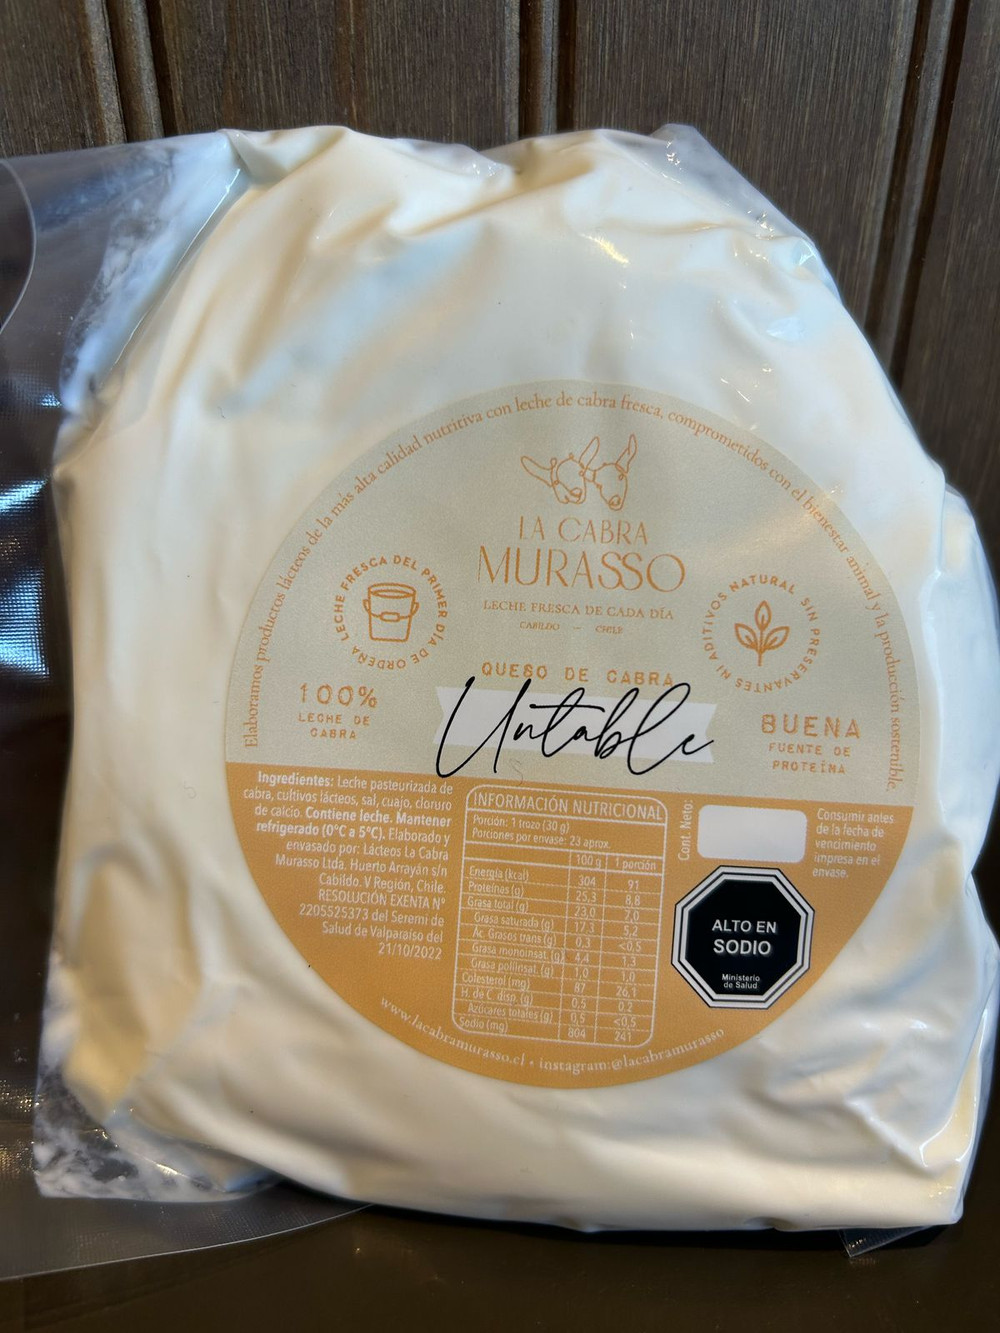 Elaboramos productos lácteos de la más alta calidad nutritiva con leche de cabra fresca, comprometidos con el bienestar animal y la producción sostenible.
LA CABRA
MURASSO
LECHE FRESCA DE CADA DÍA
CABILDO — CHILE
LECHE FRESCA DEL PRIMER DÍA DE ORDEÑA
100%
LECHE DE
CABRA
NATURAL SIN PRESERVANTES NI ADITIVOS
BUENA
FUENTE DE
PROTEÍNA
QUESO DE CABRA
Untable
Ingredientes: Leche pasteurizada de
cabra, cultivos lácteos, sal, cuajo, cloruro
de calcio. Contiene leche. Mantener
refrigerado (0°C a 5°C). Elaborado y
envasado por: Lácteos La Cabra
Murasso Ltda. Huerto Arrayán s/n
Cabildo. V Región, Chile.
RESOLUCIÓN EXENTA N°
2205525373 del Seremi de
Salud de Valparaíso del
21/10/2022
INFORMACIÓN NUTRICIONAL
Porción: 1 trozo (30 g)
Porciones por envase: 23 aprox.
100 g 1 porción
Energía (kcal) 304 91
Proteínas (g) 25,3 8,8
Grasa total (g) 23,0 7,0
Grasa saturada (g) 17,3 5,2
Ác. Grasos trans (g) 0,3 <0,5
Grasa monoinsat. (g) 4,4 1,3
Grasa poliinsat. (g) 1,0 1,0
Colesterol (mg) 87 26,1
H. de C. disp. (g) 0,5 0,2
Azúcares totales (g) 0,5 <0,5
Sodio (mg) 804 241
Cont. Neto:
Consumir antes
de la fecha de
vencimiento
impresa en el
envase.
ALTO EN
SODIO
Ministerio
de Salud
www.lacabramurasso.cl • instagram:@lacabramurasso